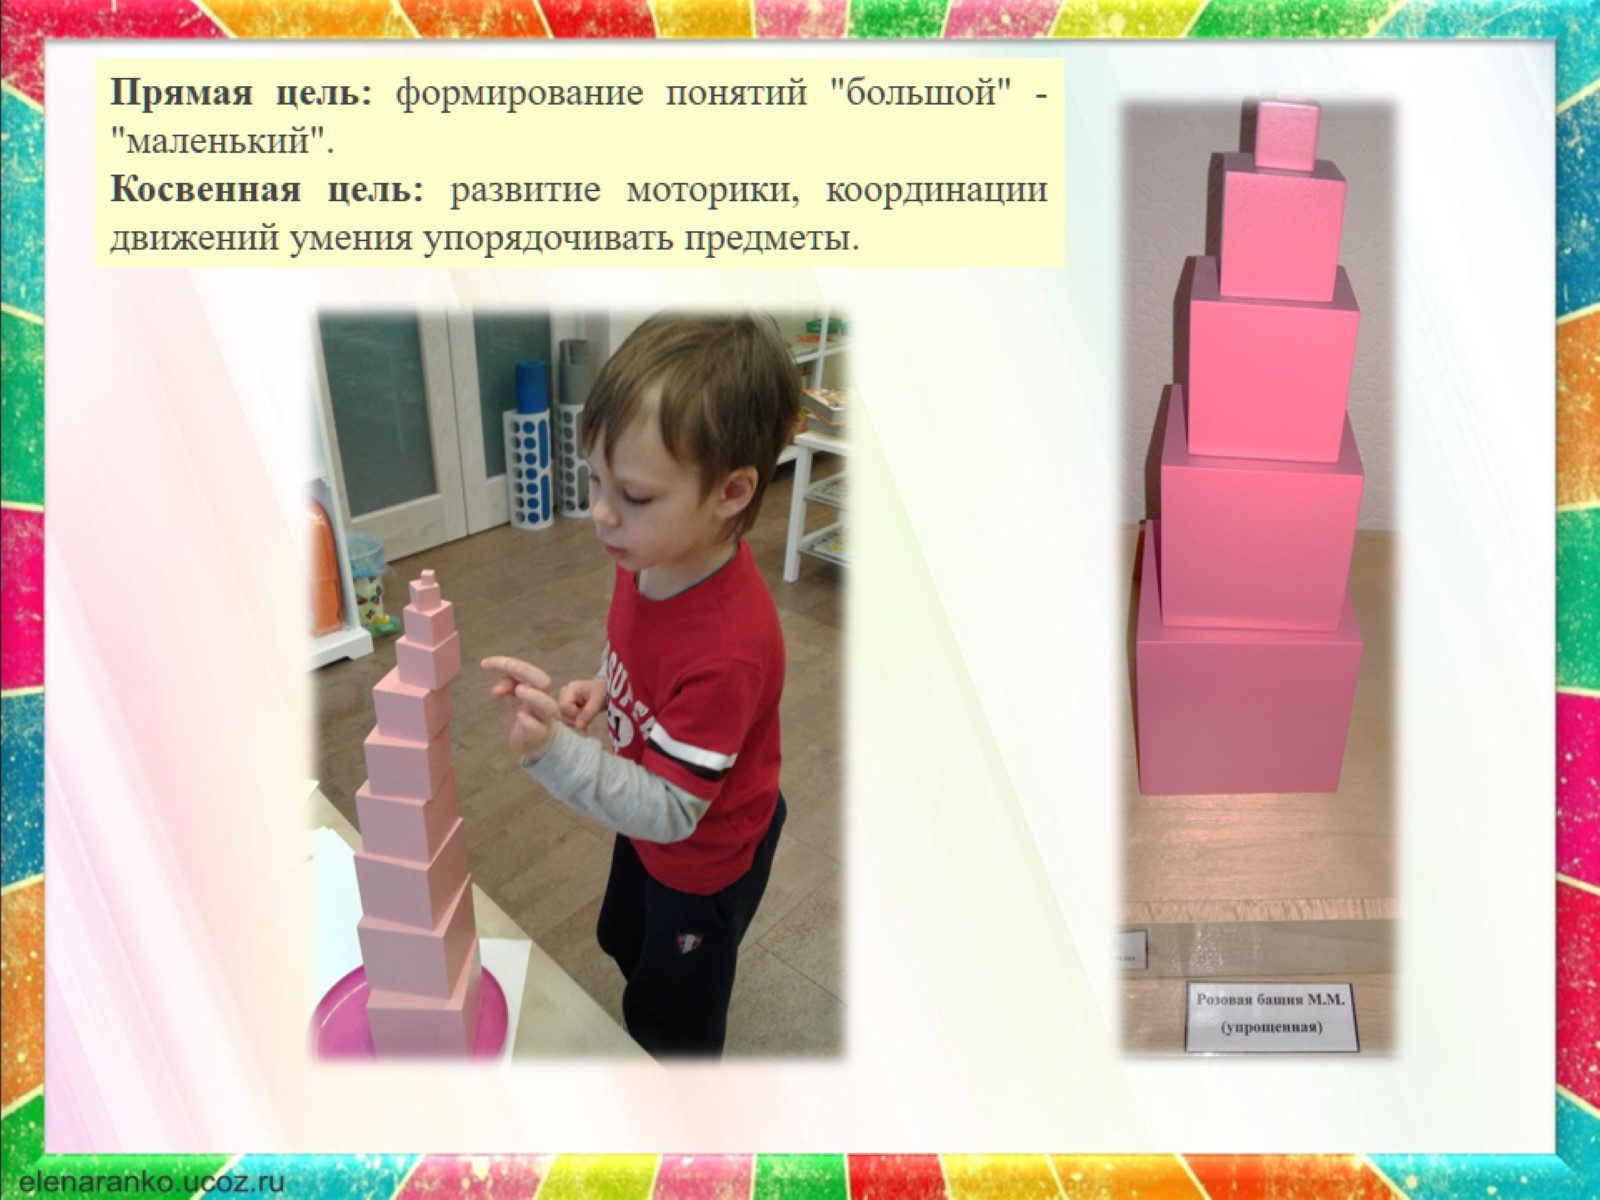 Прямая цель: формирование понятий "большой" -
"маленький".
Косвенная цель: развитие моторики, координации
движений умения упорядочивать предметы.
Розовая башня М.М.
(упрощенная)
elenaranko.ucoz.ru